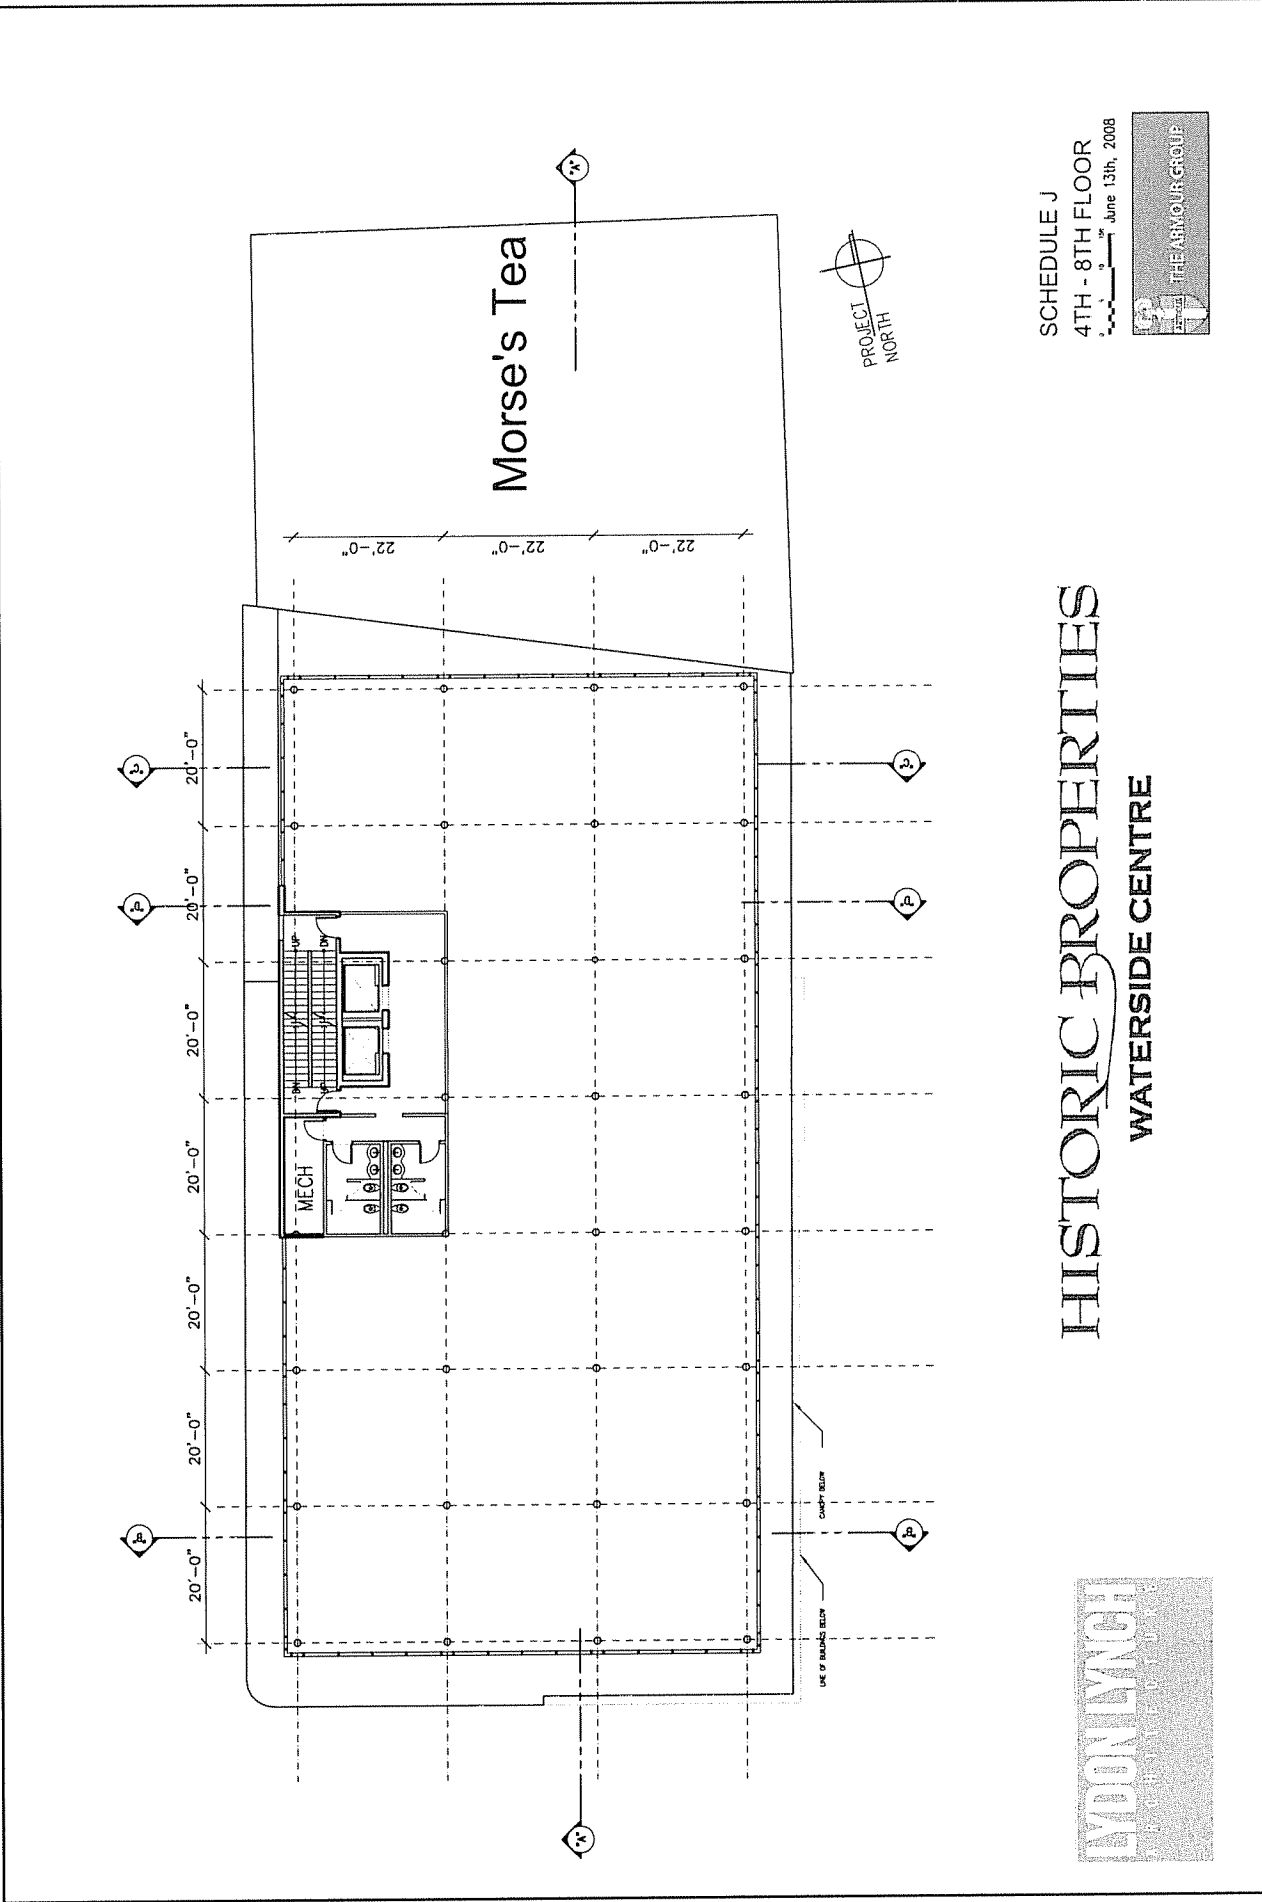 Morse's Tea
22'-0"
22'-0"
22'-0"
20'-0"
20'-0"
20'-0"
20'-0"
20'-0"
20'-0"
20'-0"
"A"
"A"
"B"
"B"
"C"
"C"
"D"
"D"
UP
DN
DN
UP
MECH
CANOPY BELOW
LINE OF BUILDINGS BELOW
PROJECT
NORTH
SCHEDULE J
4TH - 8TH FLOOR
June 13th, 2008
THE ARMOUR GROUP
HISTORIC PROPERTIES
WATERSIDE CENTRE
LYDON LYNCH
ARCHITECTURE